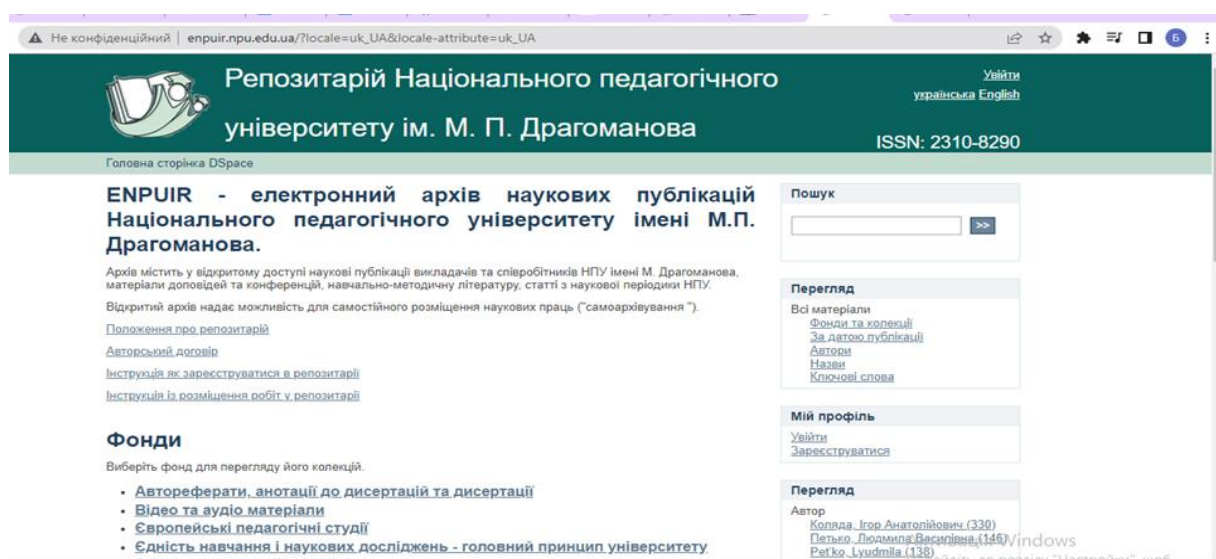 Не конфіденційний | enpuir.npu.edu.ua/?locale=uk_UA&locale-attribute=uk_UA
Б
Репозитарій Національного педагогічного
університету ім. М. П. Драгоманова
Увійти
українська English
ISSN: 2310-8290
Головна сторінка DSpace
ENPUIR - електронний архів наукових публікацій
Національного педагогічного університету імені М.П.
Драгоманова.
Архів містить у відкритому доступі наукові публікації викладачів та співробітників НПУ імені М. Драгоманова,
матеріали доповідей та конференцій, навчально-методичну літературу, статті з наукової періодики НПУ.
Відкритий архів надає можливість для самостійного розміщення наукових праць ("самоархівування ").
Положення про репозитарій
Авторський договір
Інструкція як зареєструватися в репозитарії
Інструкція із розміщення робіт у репозитарії
Фонди
Виберіть фонд для перегляду його колекцій.
Автореферати, анотації до дисертацій та дисертації
Відео та аудіо матеріали
Європейські педагогічні студії
Єдність навчання і наукових досліджень - головний принцип університету
Пошук
>>
Перегляд
Всі матеріали
Фонди та колекції
За датою публікації
Автори
Назви
Ключові слова
Мій профіль
Увійти
Зареєструватися
Перегляд
Автор
Коляда, Ігор Анатолійович (330)
Петько, Людмила Василівна (146)
Pet'ko, Lyudmila (138)
Windows